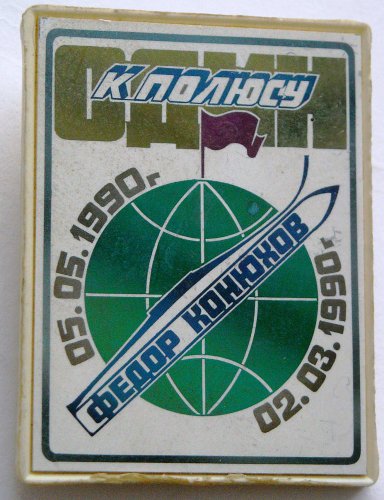 ОДИН
К ПОЛЮСУ
05.05.1990г
ФЕДОР КОНЮХОВ
02.03.1990г